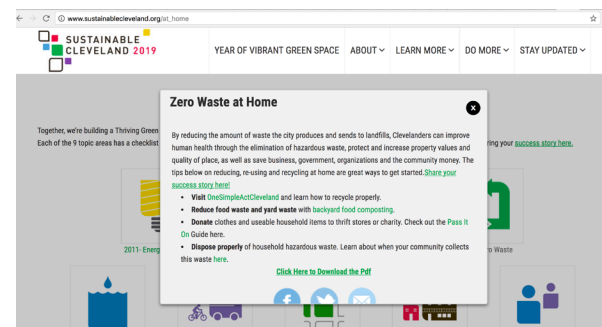 www.sustainablecleveland.org/at_home
SUSTAINABLE
CLEVELAND 2019
YEAR OF VIBRANT GREEN SPACE
ABOUT
LEARN MORE
DO MORE
STAY UPDATED
Zero Waste at Home
x
Together, we're building a Thriving Green
Each of the 9 topic areas has a checklist
ring your success story here.
By reducing the amount of waste the city produces and sends to landfills, Clevelanders can improve
human health through the elimination of hazardous waste, protect and increase property values and
quality of place, as well as save business, government, organizations and the community money. The
tips below on reducing, re-using and recycling at home are great ways to get started.Share your
success story here!
• Visit OneSimpleActCleveland and learn how to recycle properly.
• Reduce food waste and yard waste with backyard food composting.
• Donate clothes and useable household items to thrift stores or charity. Check out the Pass It
On Guide here.
• Dispose properly of household hazardous waste. Learn about when your community collects
this waste here.
Click Here to Download the Pdf
2011- Energ
o Waste